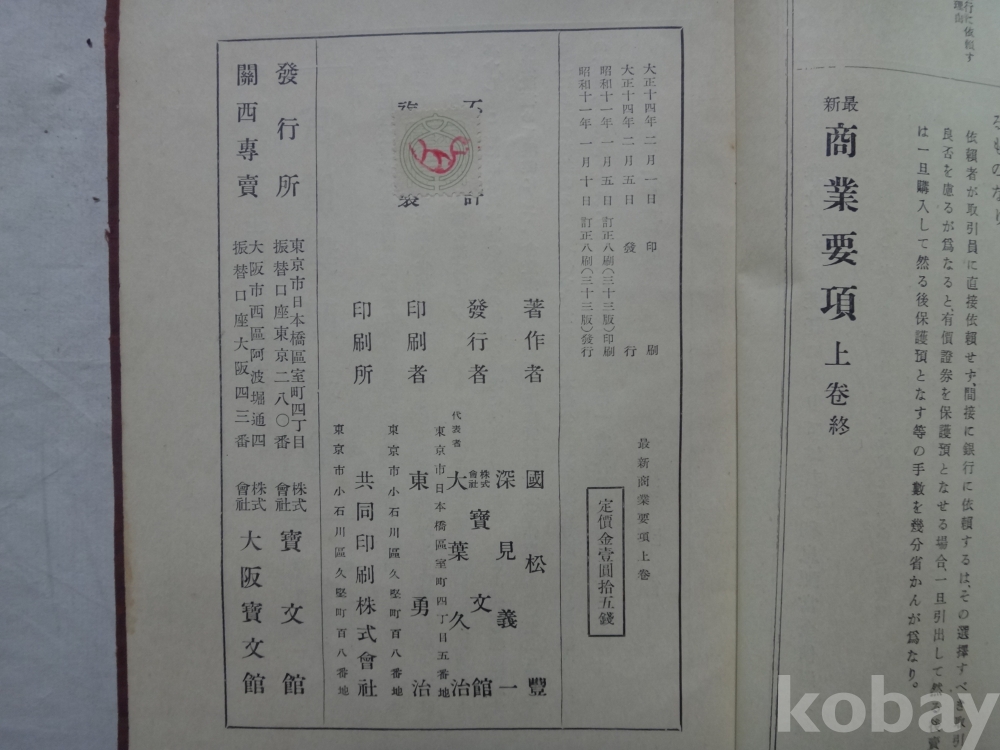 行に依頼す
依頼者が取引員に直接依頼せず、間接に銀行に依頼するは、その選擇すべき取引
良否を慮るが爲なると、有價證券を保護預となせる場合、一旦引出して然
は一旦購入して然る後保護預となす等の手數を幾分省かんが爲なり。
最新 商業要項 上卷終
最新商業要項上卷
定價金壹圓拾五錢
大正十四年二月一日 印刷
大正十四年二月五日 發行
昭和十一年一月五日 訂正八刷(三十三版)印刷
昭和十一年一月十日 訂正八刷(三十三版)發行
著作者 國松豐
深見義一
發行者 株式會社 寶文館
代表者 大葉久治
東京市日本橋區室町四丁目五番地
印刷者 東勇治
東京市小石川區久堅町百八番地
印刷所 共同印刷株式會社
東京市小石川區久堅町百八番地
發行所 東京市日本橋區室町四丁目 振替口座東京二八〇番 株式會社 寶文館
關西專賣 大阪市西區阿波堀通四 振替口座大阪四三番 株式會社 大阪寶文館
kobay